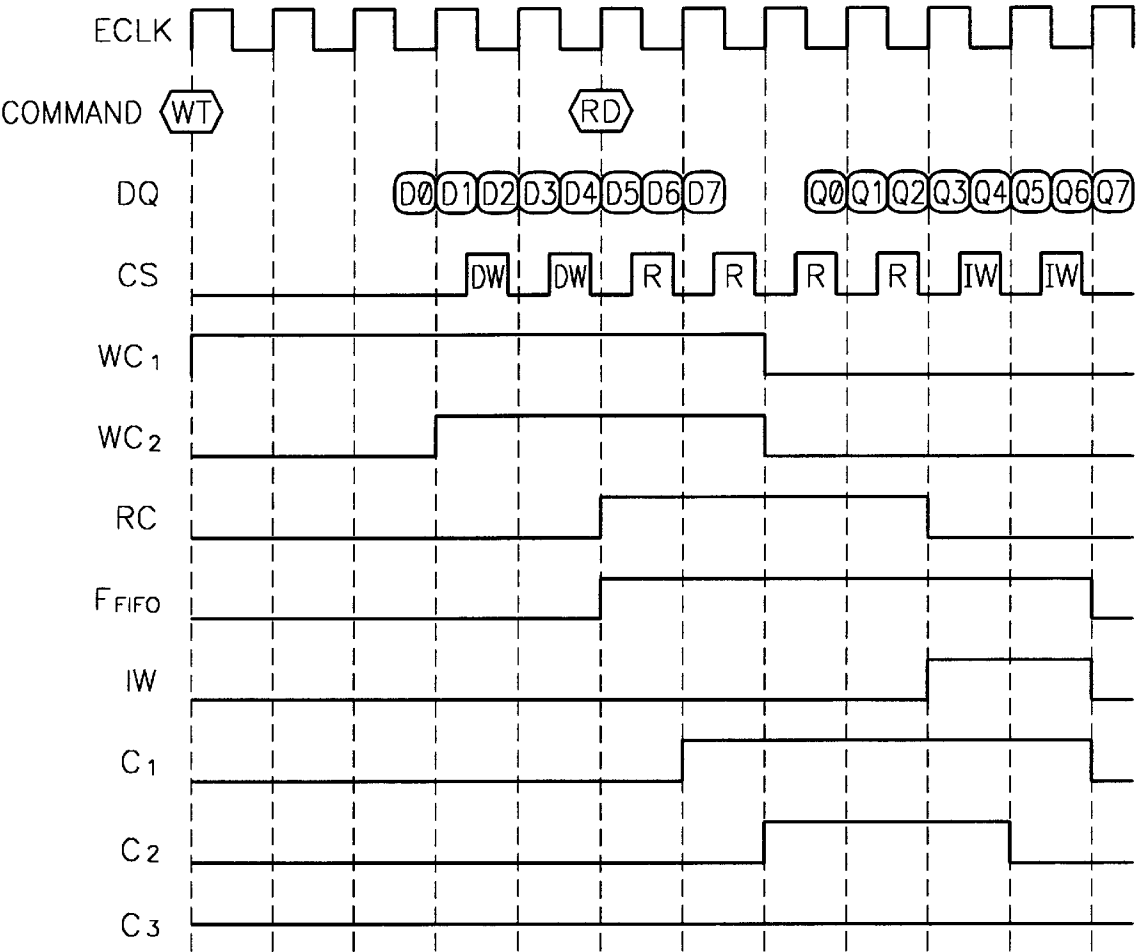 ECLK
COMMAND WT RD
DQ D0 D1 D2 D3 D4 D5 D6 D7 Q0 Q1 Q2 Q3 Q4 Q5 Q6 Q7
CS DW DW R R R R IW IW
WC1
WC2
RC
FFIFO
IW
C1
C2
C3